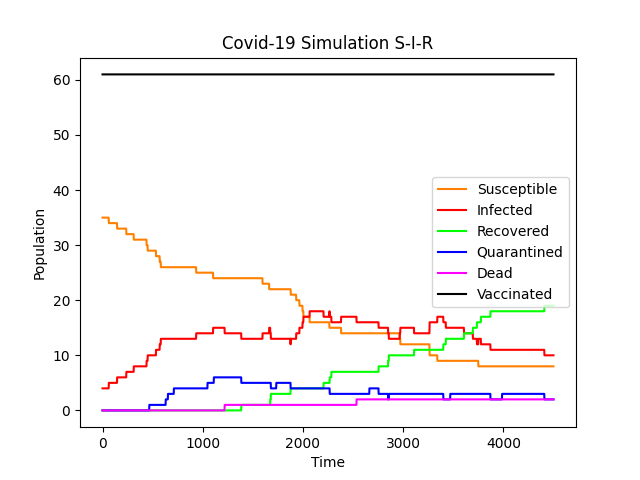 Covid-19 Simulation S-I-R
60
50
40
30
20
10
0
Population
Susceptible
Infected
Recovered
Quarantined
Dead
Vaccinated
0 1000 2000 3000 4000
Time